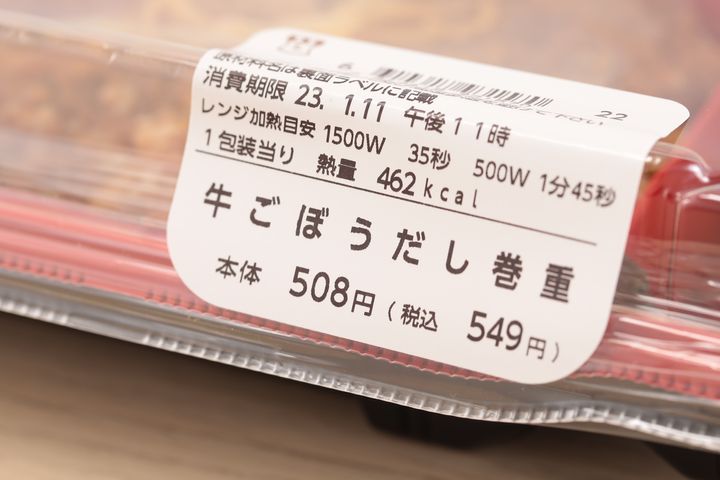 原材料名は裏面ラベルに記載
消費期限 23. 1.11 午後11時
レンジ加熱目安 1500W 35秒 500W 1分45秒
1包装当り 熱量 462kcal
牛ごぼうだし巻重
本体 508円 (税込 549円)
22